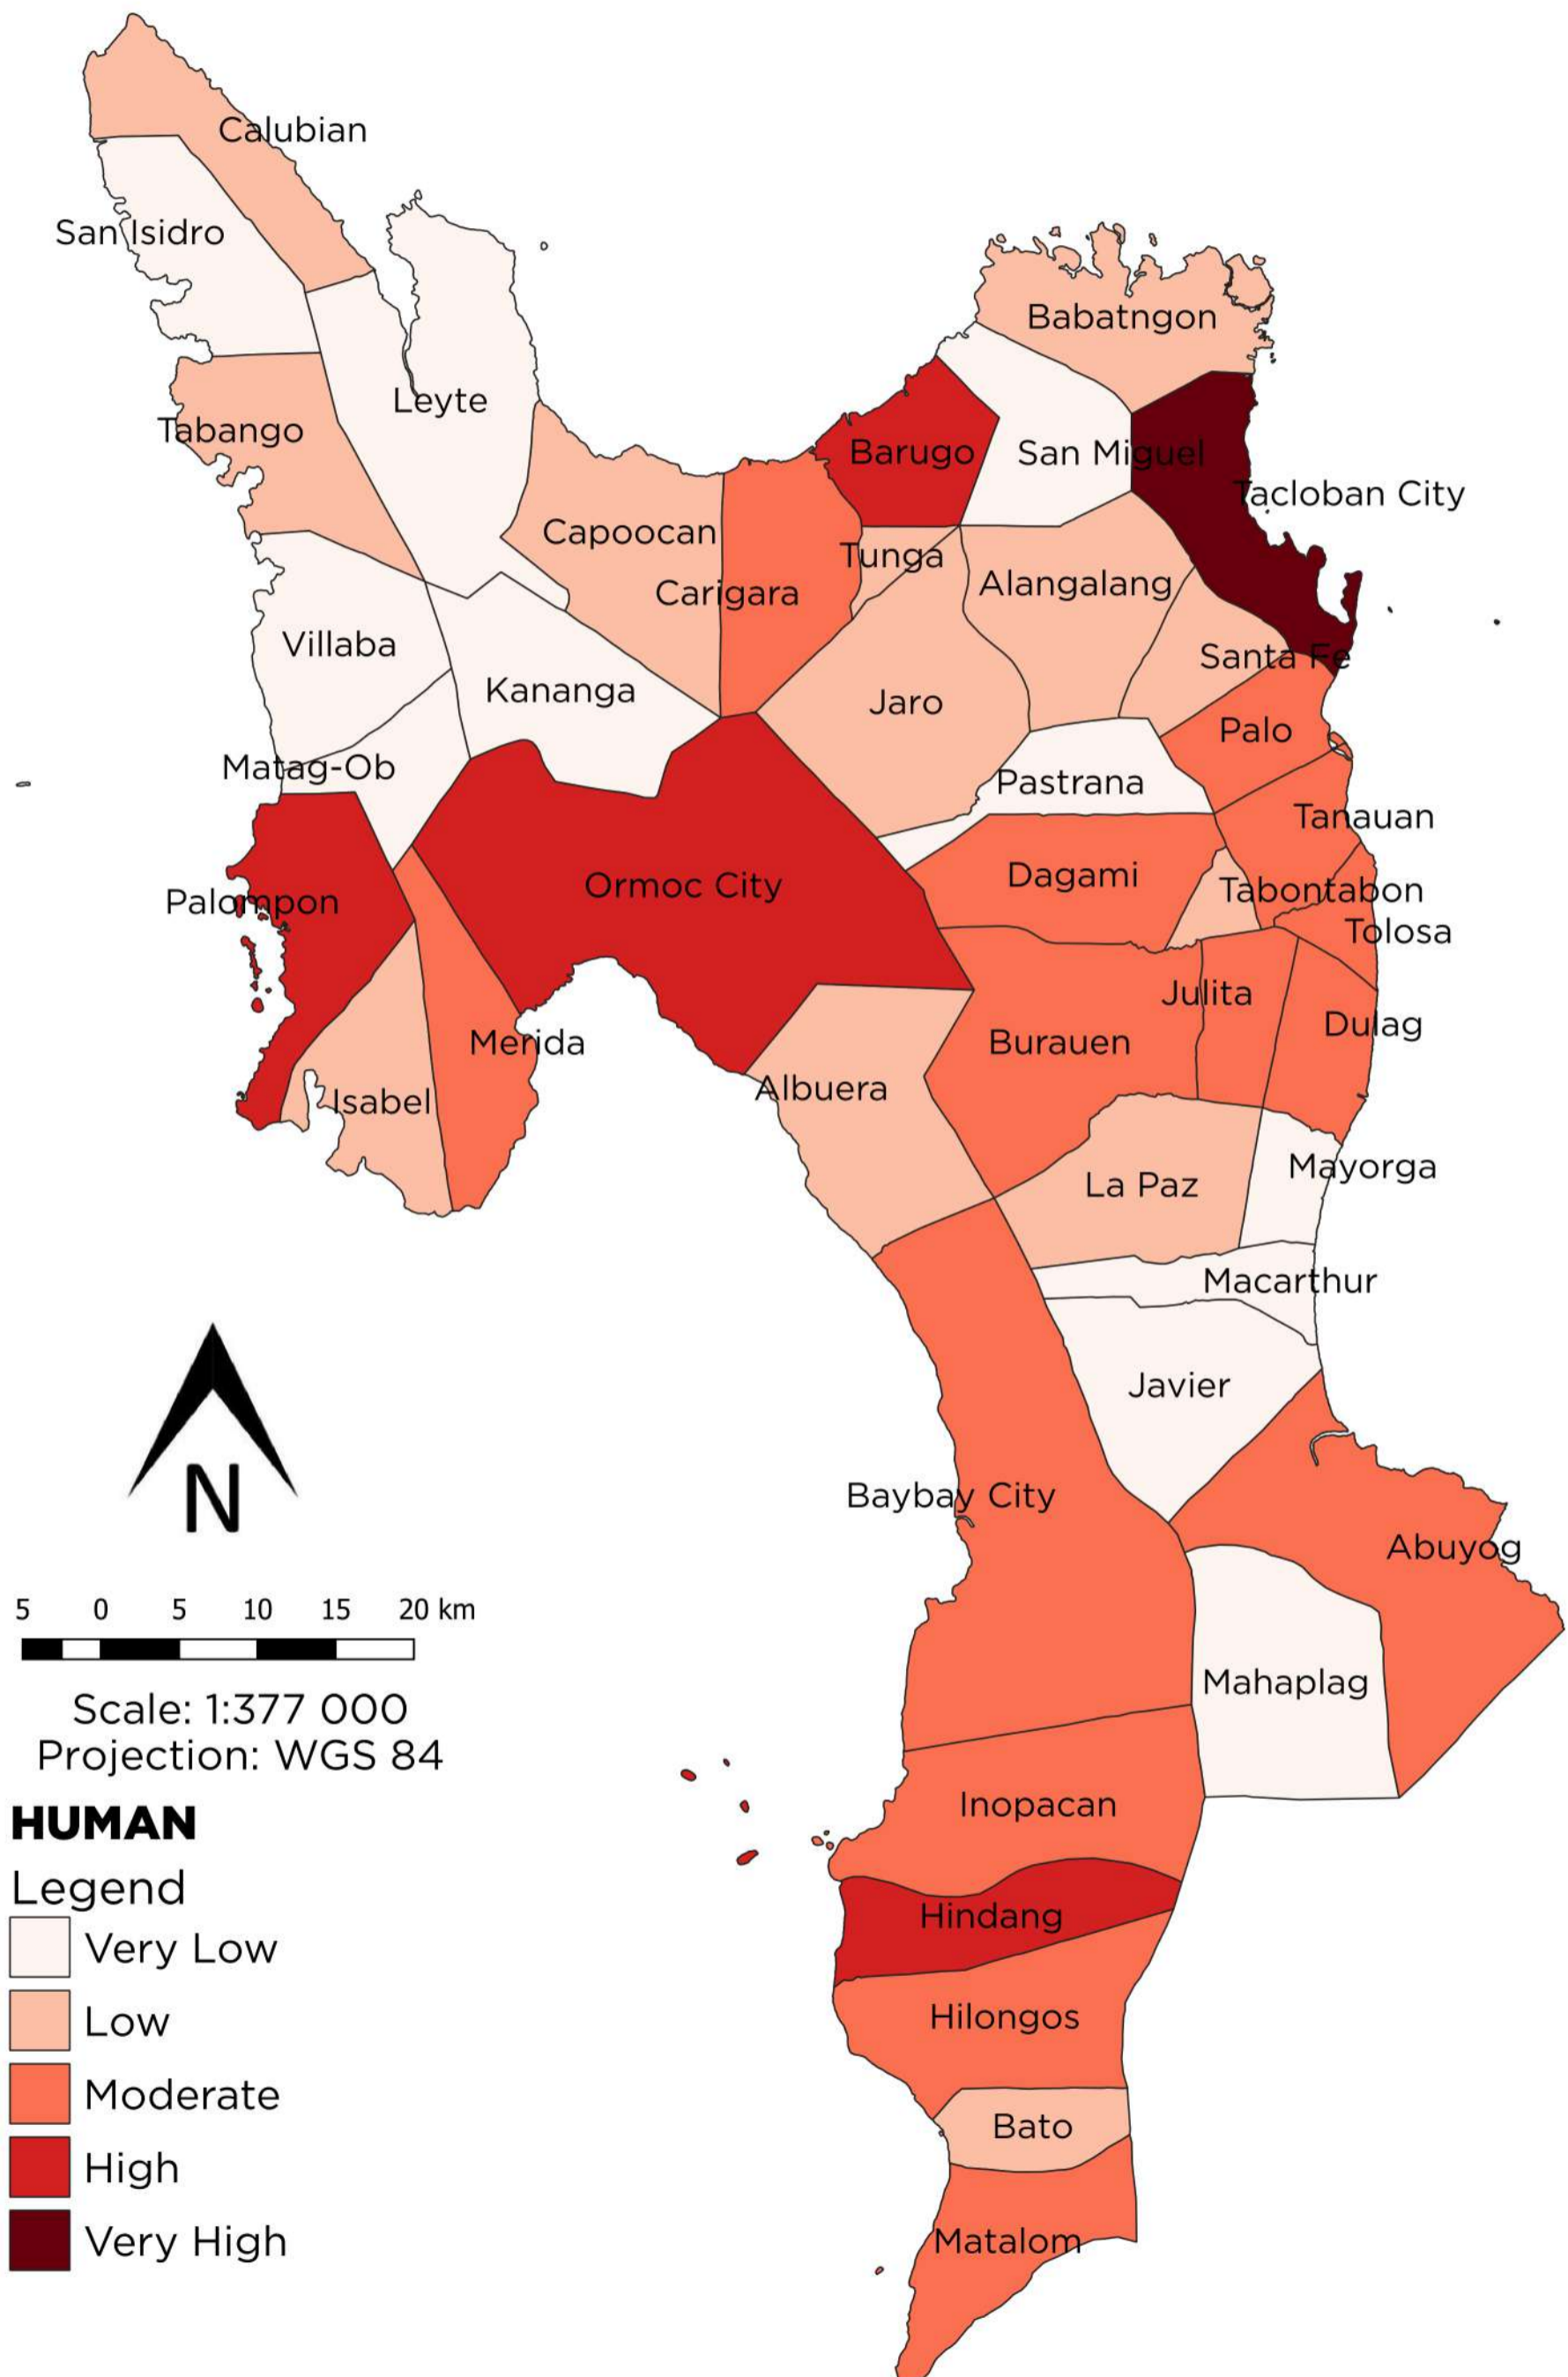 Calubian
San Isidro
Babatngon
Leyte
Tabango
Barugo
San Miguel
Tacloban City
Capoocan
Tunga
Alangalang
Carigara
Villaba
Santa Fe
Kananga
Jaro
Palo
Matag-Ob
Pastrana
Tanauan
Dagami
Ormoc City
Tabontabon
Palompon
Tolosa
Julita
Dulag
Merida
Burauen
Albuera
Isabel
Mayorga
La Paz
Macarthur
Javier
N
Baybay City
Abuyog
5 0 5 10 15 20 km
Mahaplag
Scale: 1:377 000
Projection: WGS 84
Inopacan
HUMAN
Legend
Hindang
Very Low
Hilongos
Low
Moderate
Bato
High
Very High
Matalom